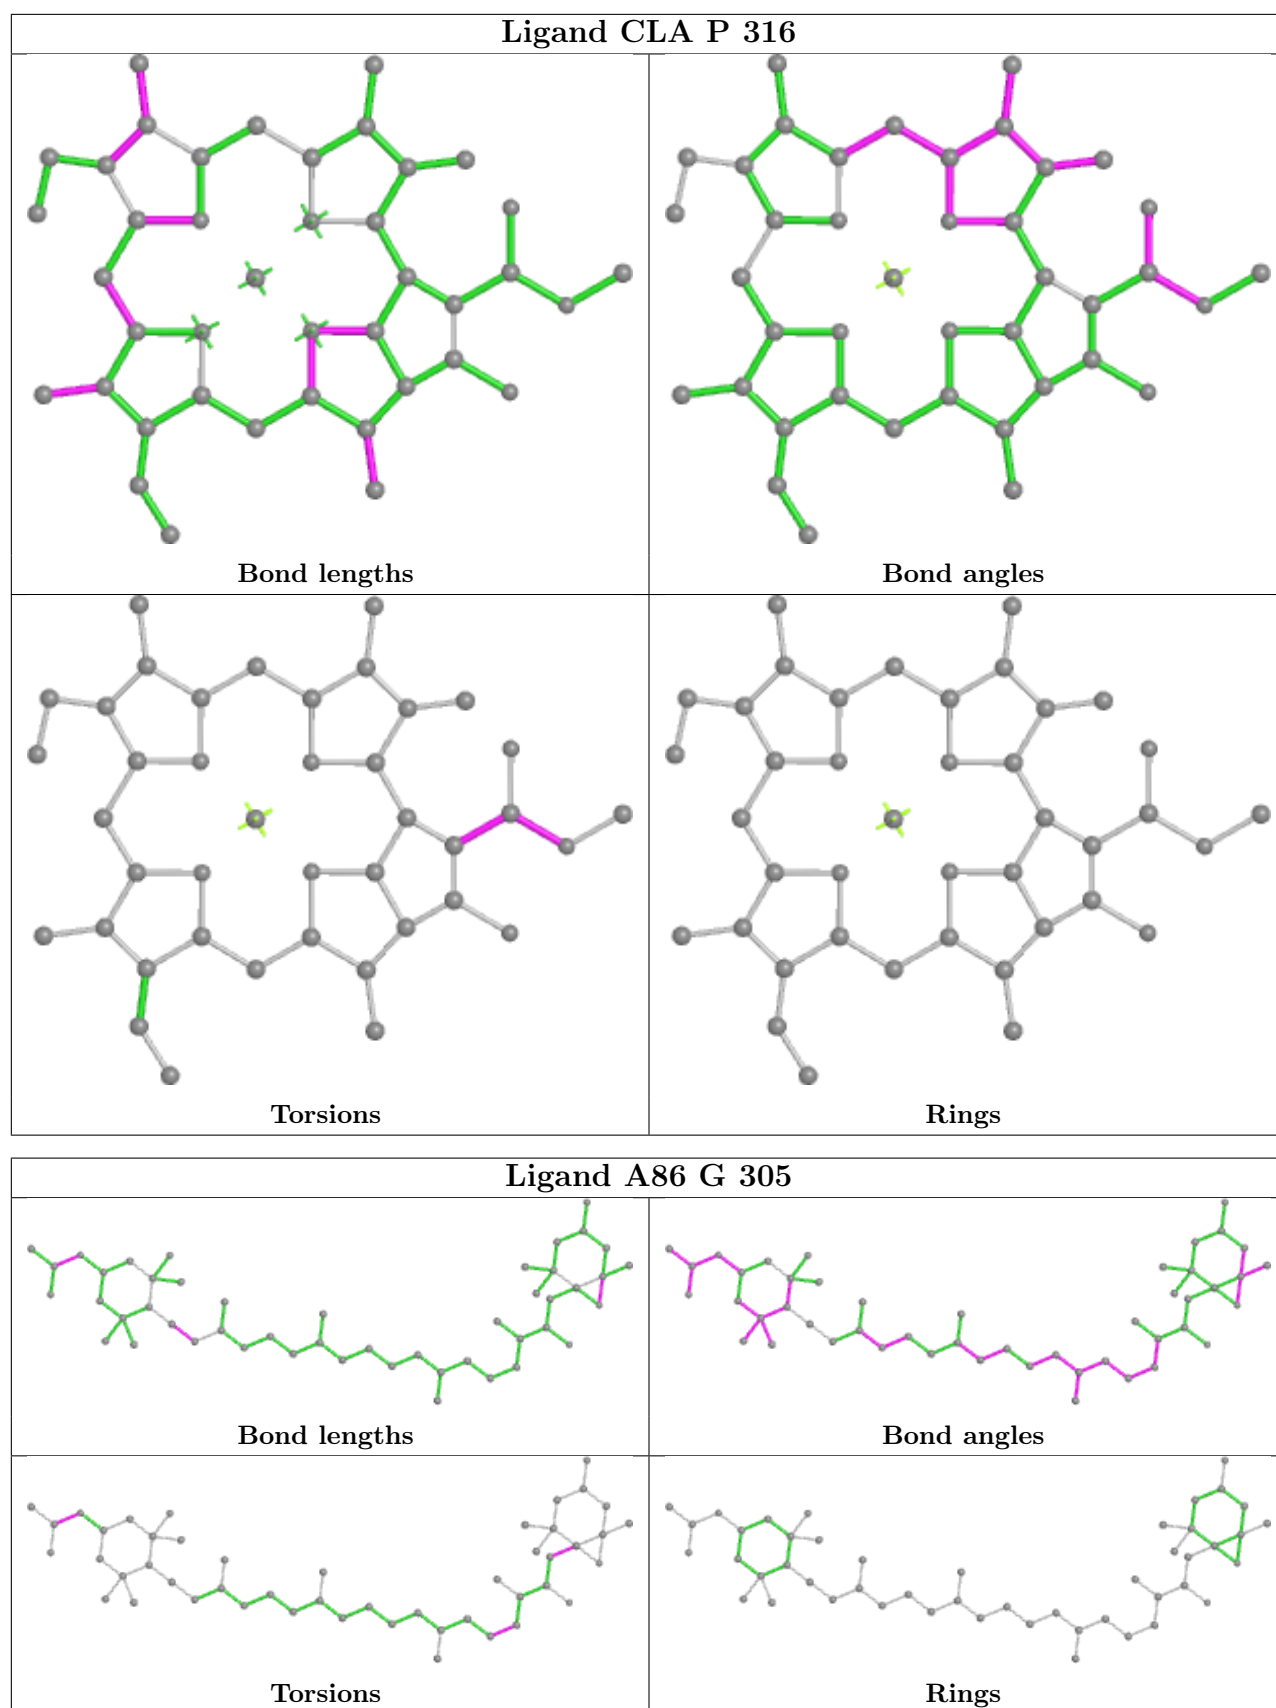 Ligand CLA P 316
Bond lengths
Bond angles
Torsions
Rings
Ligand A86 G 305
Bond lengths
Bond angles
Torsions
Rings